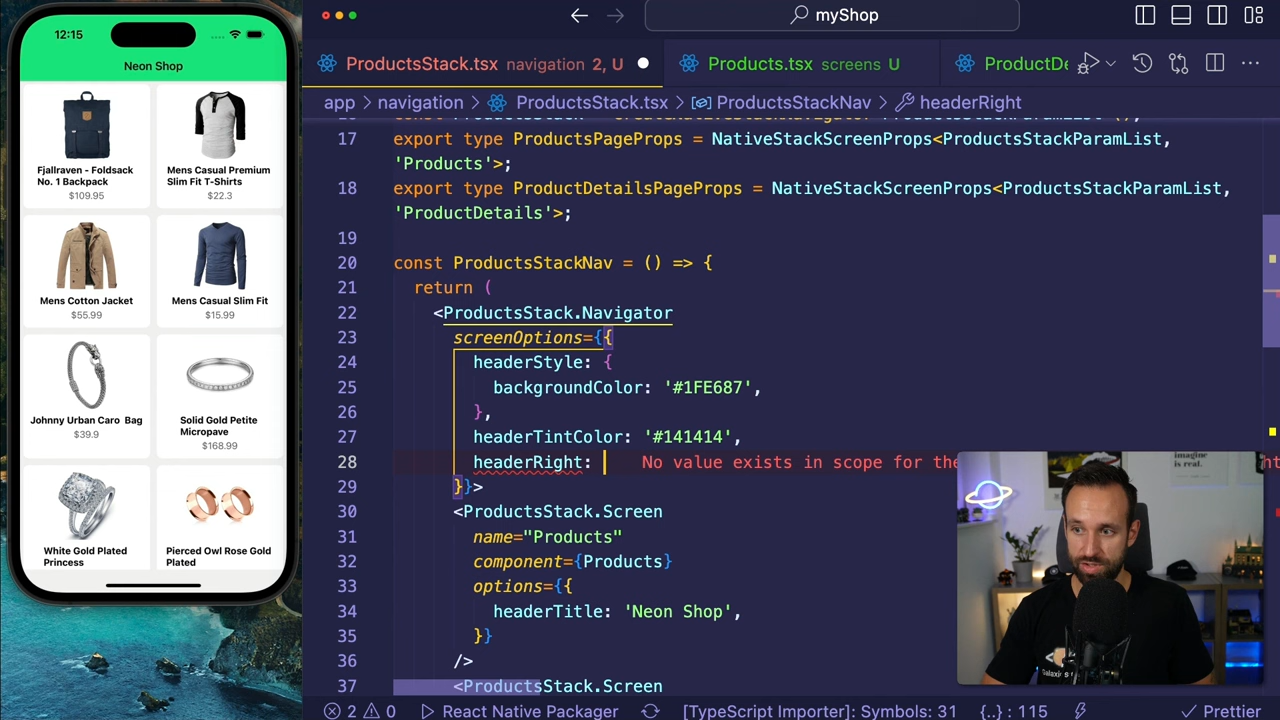 12:15
Neon Shop
Fjallraven - Foldsack
No. 1 Backpack
$109.95
Mens Casual Premium
Slim Fit T-Shirts
$22.3
Mens Cotton Jacket
$55.99
Mens Casual Slim Fit
$15.99
Johnny Urban Caro Bag
$39.9
Solid Gold Petite
Micropave
$168.99
White Gold Plated
Princess
Pierced Owl Rose Gold
Plated
myShop
ProductsStack.tsx navigation 2, U
Products.tsx screens U
ProductDe
app > navigation > ProductsStack.tsx > ProductsStackNav > headerRight
17 export type ProductsPageProps = NativeStackScreenProps<ProductsStackParamList,
'Products'>;
18 export type ProductDetailsPageProps = NativeStackScreenProps<ProductsStackParamList,
'ProductDetails'>;
19
20 const ProductsStackNav = () => {
21 return (
22 <ProductsStack.Navigator
23 screenOptions={{
24 headerStyle: {
25 backgroundColor: '#1FE687',
26 },
27 headerTintColor: '#141414',
28 headerRight: No value exists in scope for the
29 }}>
30 <ProductsStack.Screen
31 name="Products"
32 component={Products}
33 options={{
34 headerTitle: 'Neon Shop',
35 }}
36 />
37 <ProductsStack.Screen
2 0 React Native Packager [TypeScript Importer]: Symbols: 31 {..} : 115 Prettier